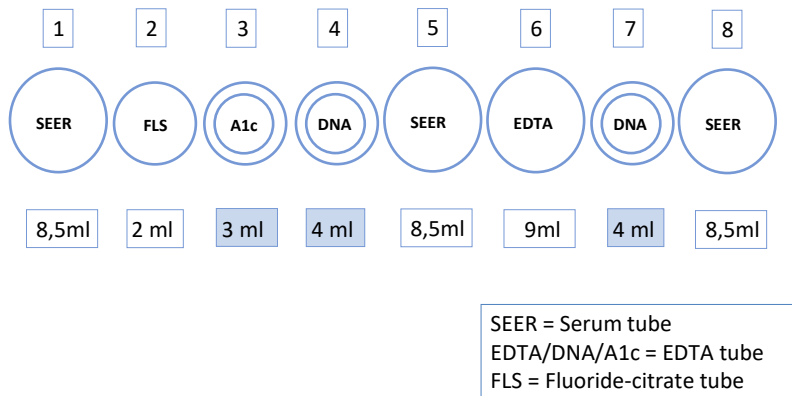 1 2 3 4 5 6 7 8
SEER FLS A1c DNA SEER EDTA DNA SEER
8,5ml 2 ml 3 ml 4 ml 8,5ml 9ml 4 ml 8,5ml
SEER = Serum tube
EDTA/DNA/A1c = EDTA tube
FLS = Fluoride-citrate tube